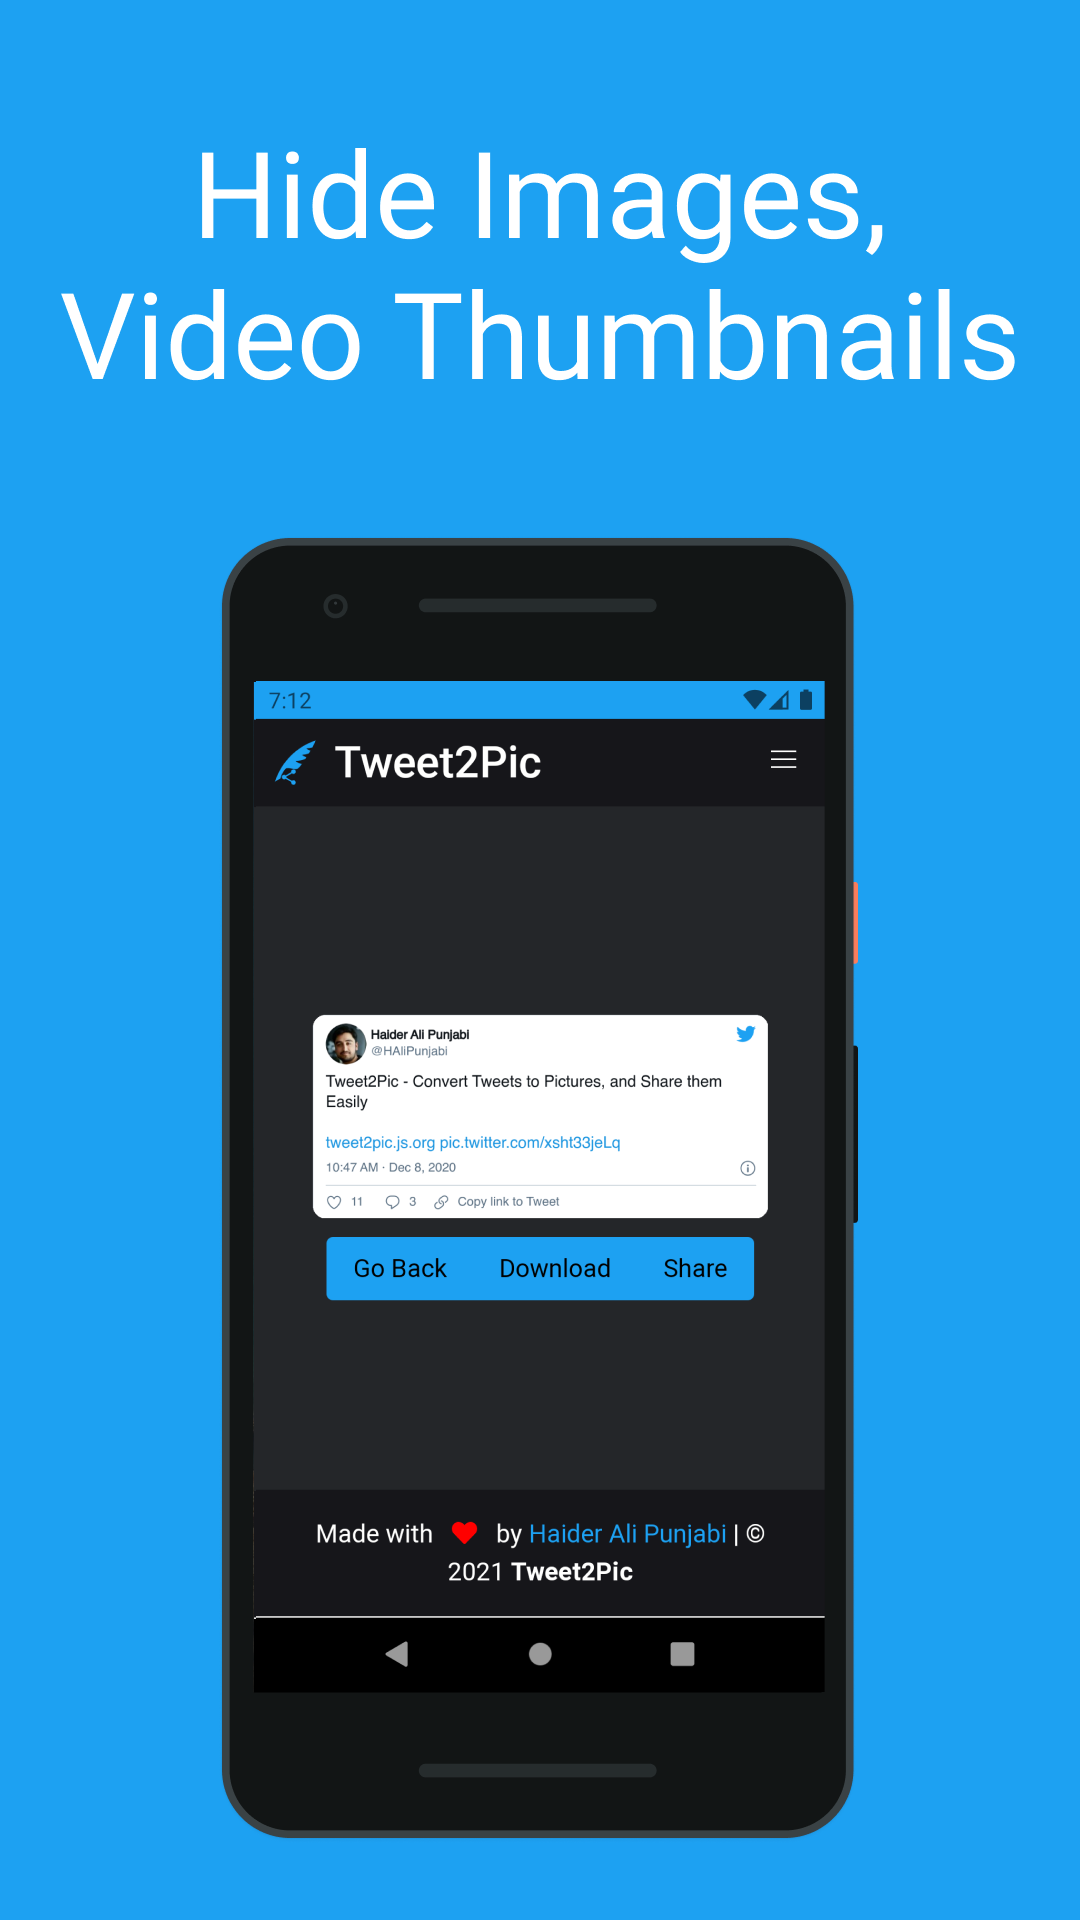 Hide Images,
Video Thumbnails
7:12
Tweet2Pic
Haider Ali Punjabi
@HAliPunjabi
Tweet2Pic - Convert Tweets to Pictures, and Share them
Easily
tweet2pic.js.org pic.twitter.com/xsht33jeLq
10:47 AM · Dec 8, 2020
11 3 Copy link to Tweet
Go Back Download Share
Made with ❤ by Haider Ali Punjabi | ©
2021 Tweet2Pic